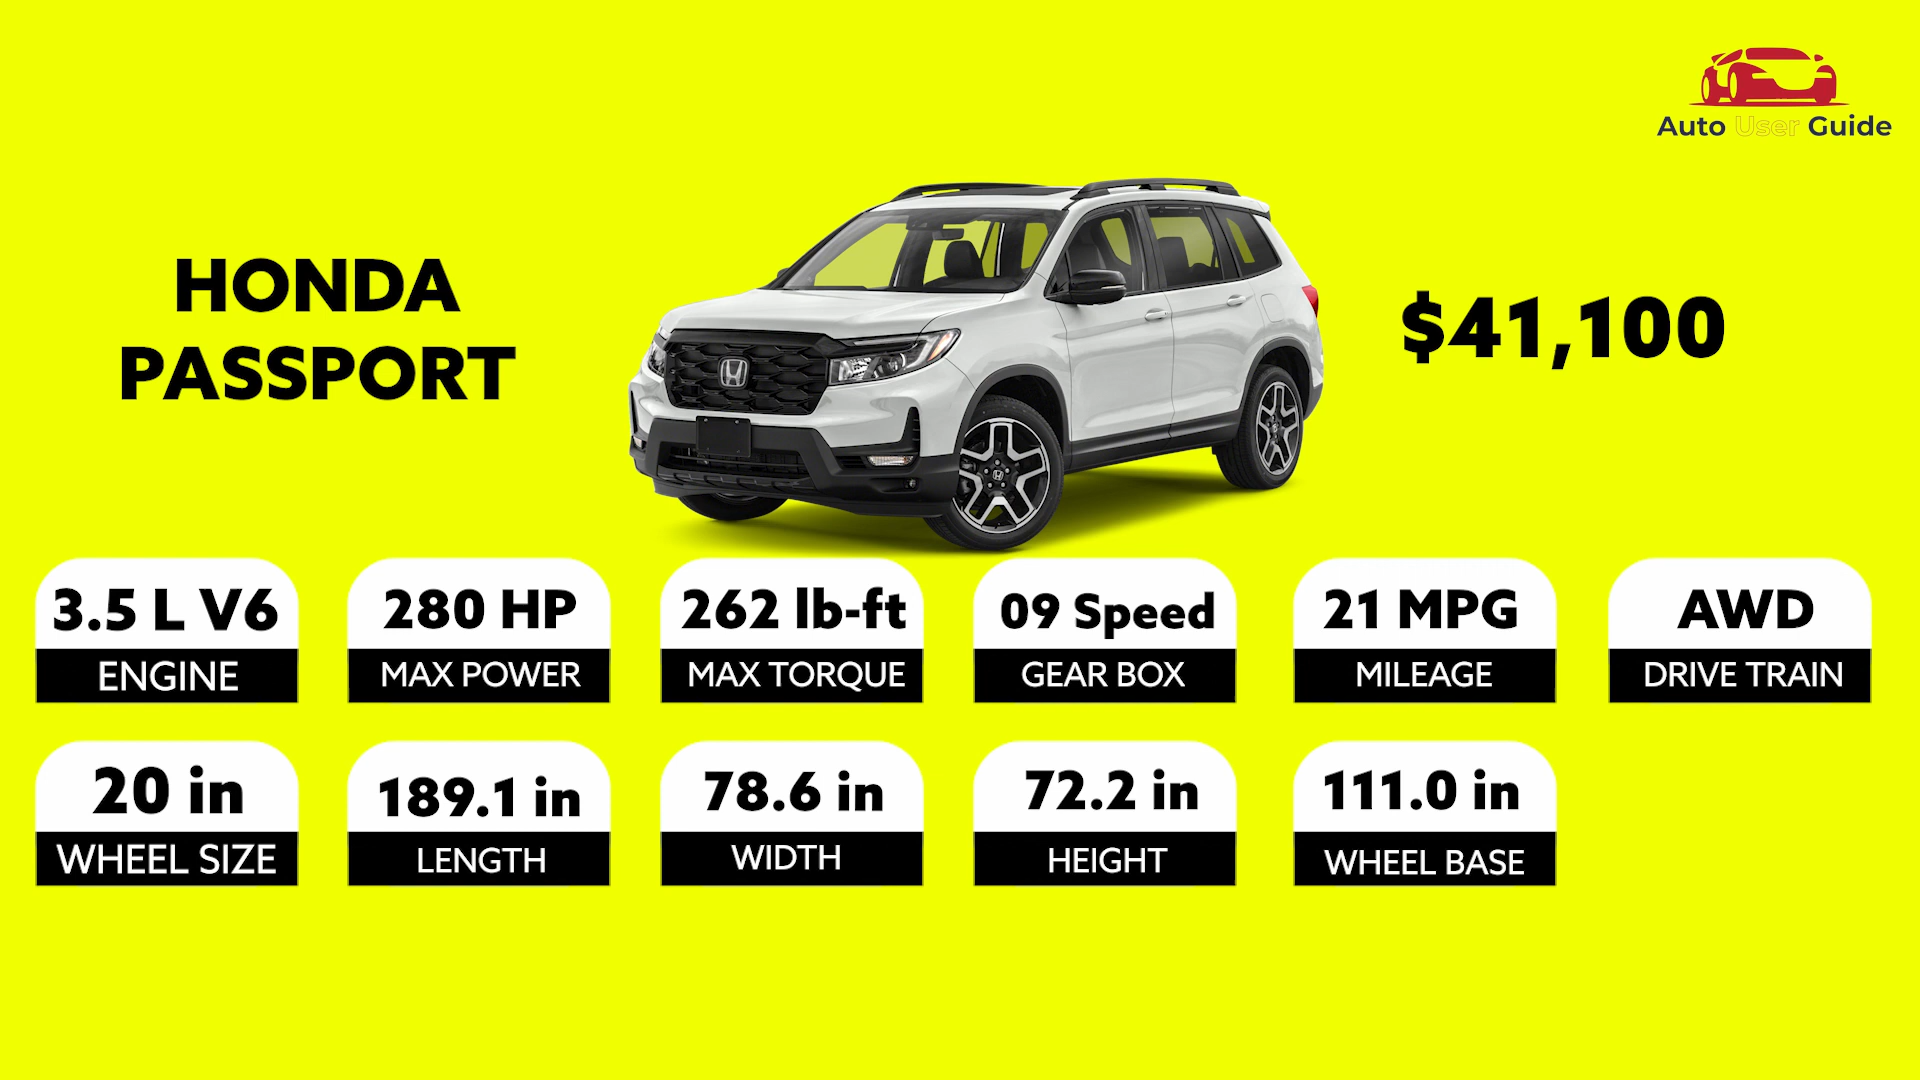 Auto User Guide
HONDA
PASSPORT
$41,100
3.5 L V6
ENGINE
280 HP
MAX POWER
262 lb-ft
MAX TORQUE
09 Speed
GEAR BOX
21 MPG
MILEAGE
AWD
DRIVE TRAIN
20 in
WHEEL SIZE
189.1 in
LENGTH
78.6 in
WIDTH
72.2 in
HEIGHT
111.0 in
WHEEL BASE